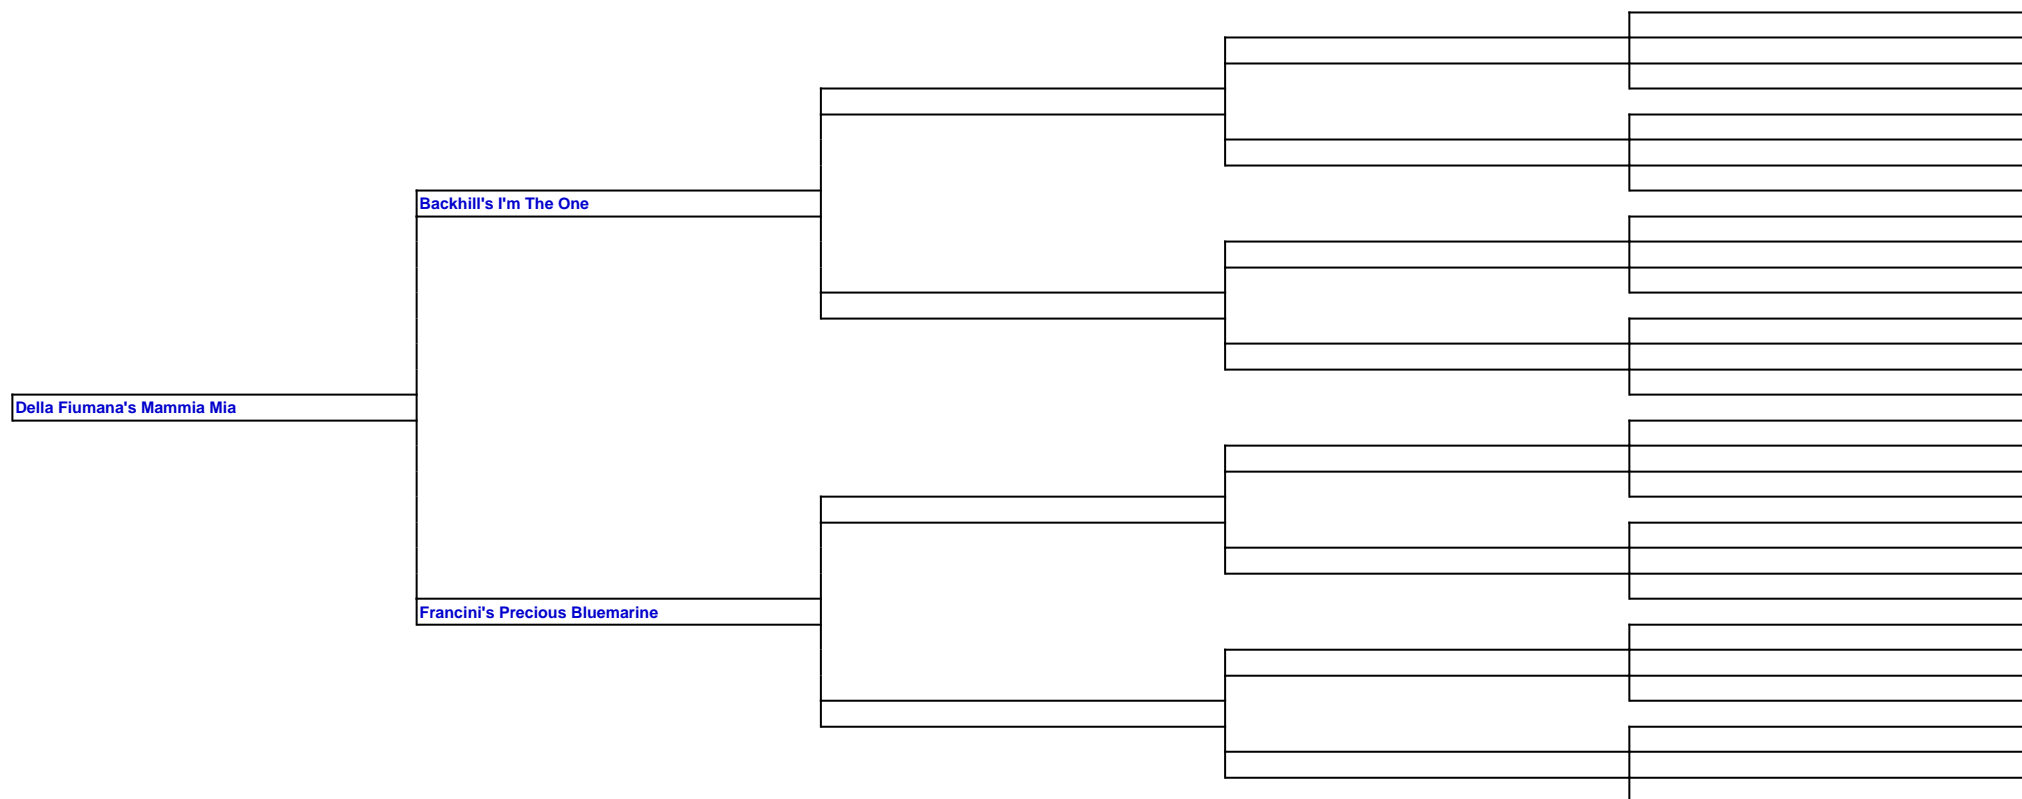 Backhill's I'm The One
Della Fiumana's Mammia Mia
Francini's Precious Bluemarine